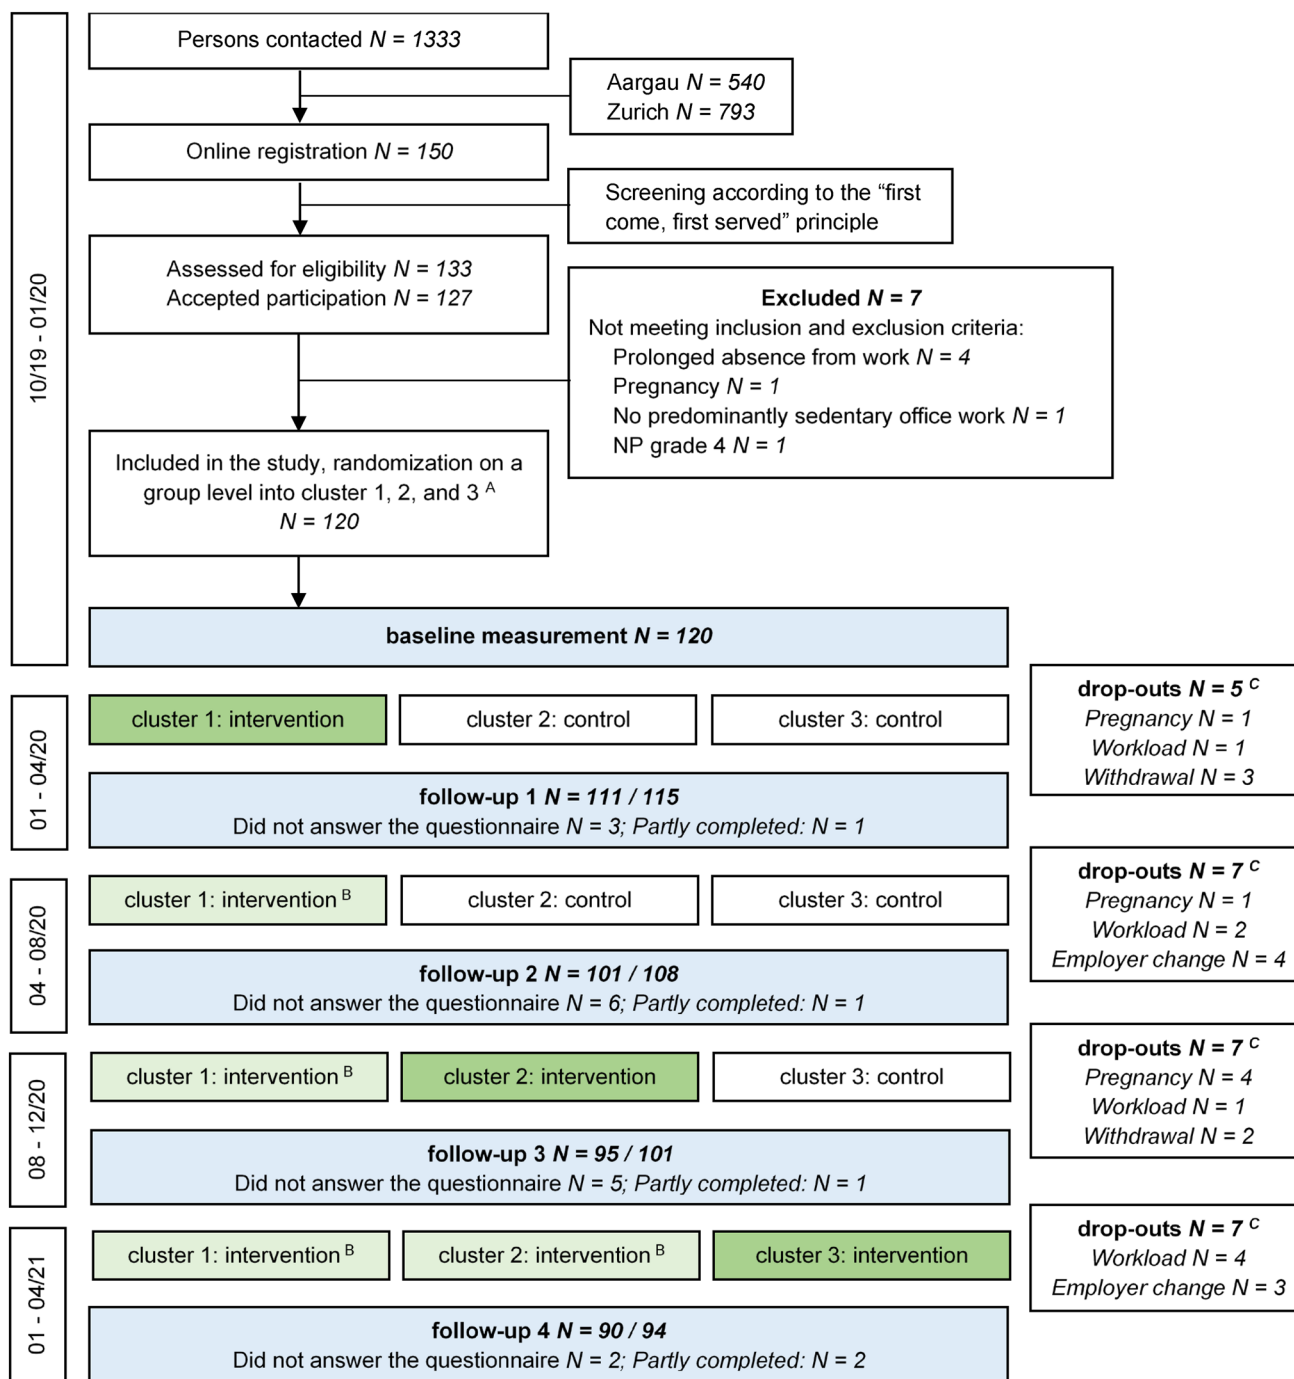 10/19 - 01/20
Persons contacted N = 1333
Aargau N = 540
Zurich N = 793
Online registration N = 150
Screening according to the “first
come, first served” principle
Assessed for eligibility N = 133
Accepted participation N = 127
Excluded N = 7
Not meeting inclusion and exclusion criteria:
Prolonged absence from work N = 4
Pregnancy N = 1
No predominantly sedentary office work N = 1
NP grade 4 N = 1
Included in the study, randomization on a
group level into cluster 1, 2, and 3 A
N = 120
baseline measurement N = 120
01 - 04/20
cluster 1: intervention
cluster 2: control
cluster 3: control
drop-outs N = 5 C
Pregnancy N = 1
Workload N = 1
Withdrawal N = 3
follow-up 1 N = 111 / 115
Did not answer the questionnaire N = 3; Partly completed: N = 1
04 - 08/20
cluster 1: intervention B
cluster 2: control
cluster 3: control
drop-outs N = 7 C
Pregnancy N = 1
Workload N = 2
Employer change N = 4
follow-up 2 N = 101 / 108
Did not answer the questionnaire N = 6; Partly completed: N = 1
08 - 12/20
cluster 1: intervention B
cluster 2: intervention
cluster 3: control
drop-outs N = 7 C
Pregnancy N = 4
Workload N = 1
Withdrawal N = 2
follow-up 3 N = 95 / 101
Did not answer the questionnaire N = 5; Partly completed: N = 1
01 - 04/21
cluster 1: intervention B
cluster 2: intervention B
cluster 3: intervention
drop-outs N = 7 C
Workload N = 4
Employer change N = 3
follow-up 4 N = 90 / 94
Did not answer the questionnaire N = 2; Partly completed: N = 2